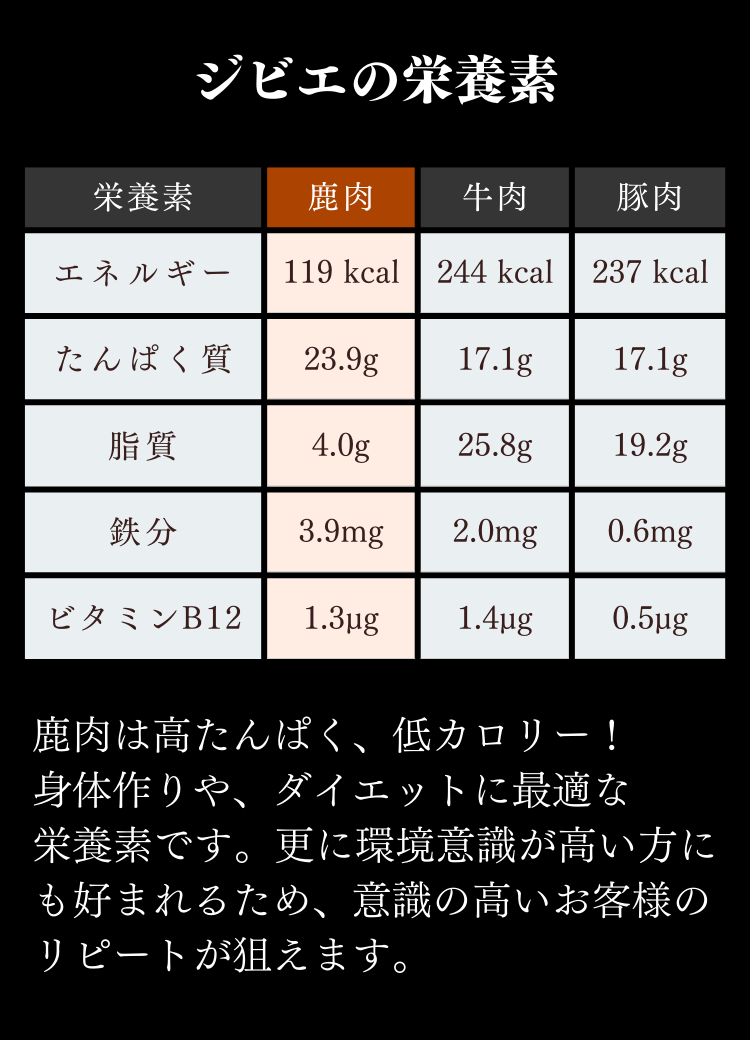 ジビエの栄養素
栄養素 鹿肉 牛肉 豚肉
エネルギー 119 kcal 244 kcal 237 kcal
たんぱく質 23.9g 17.1g 17.1g
脂質 4.0g 25.8g 19.2g
鉄分 3.9mg 2.0mg 0.6mg
ビタミンB12 1.3μg 1.4μg 0.5μg
鹿肉は高たんぱく、低カロリー！
身体作りや、ダイエットに最適な
栄養素です。更に環境意識が高い方に
も好まれるため、意識の高いお客様の
リピートが狙えます。